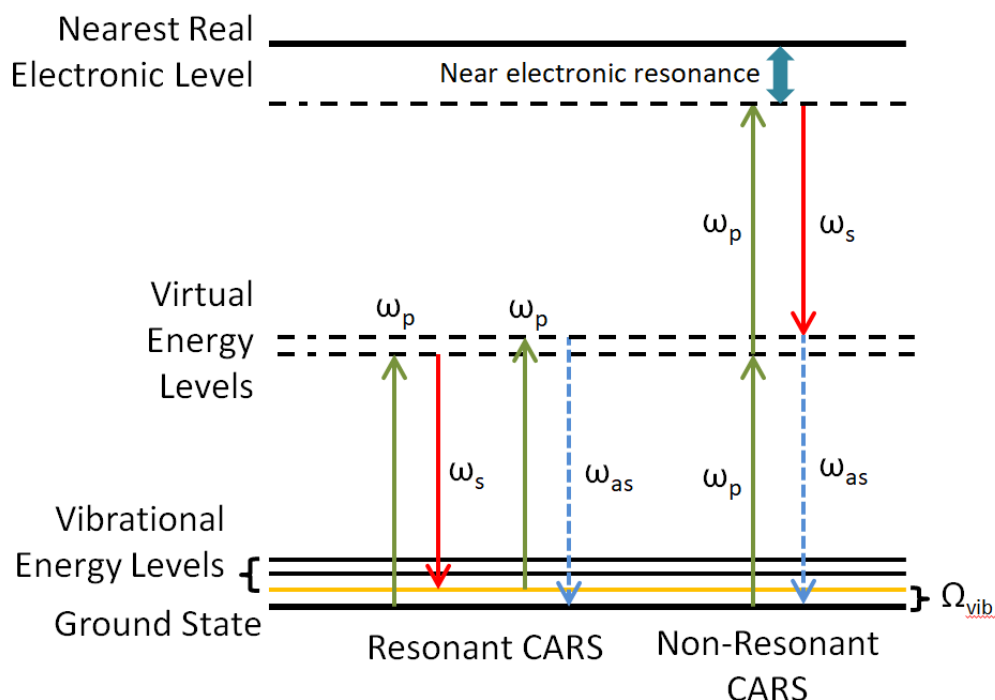 Nearest Real
Electronic Level
Near electronic resonance
ωp
ωs
Virtual
Energy
Levels
ωp
ωp
ωs
ωas
ωp
ωas
Vibrational
Energy Levels
Ground State
Ωvib
Resonant CARS
Non-Resonant
CARS